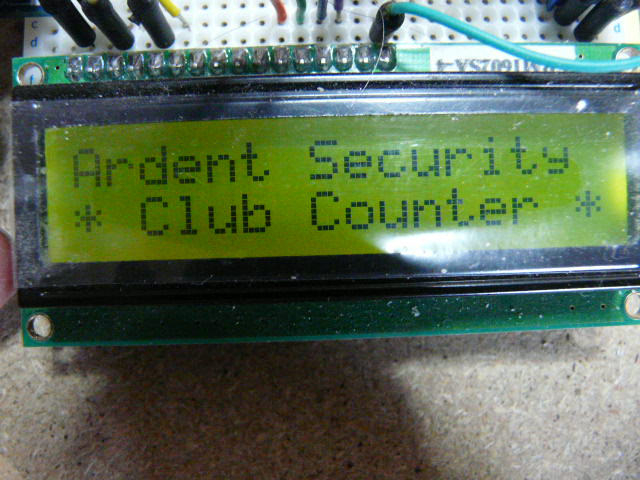 Ardent Security
* Club Counter *
c
d
d